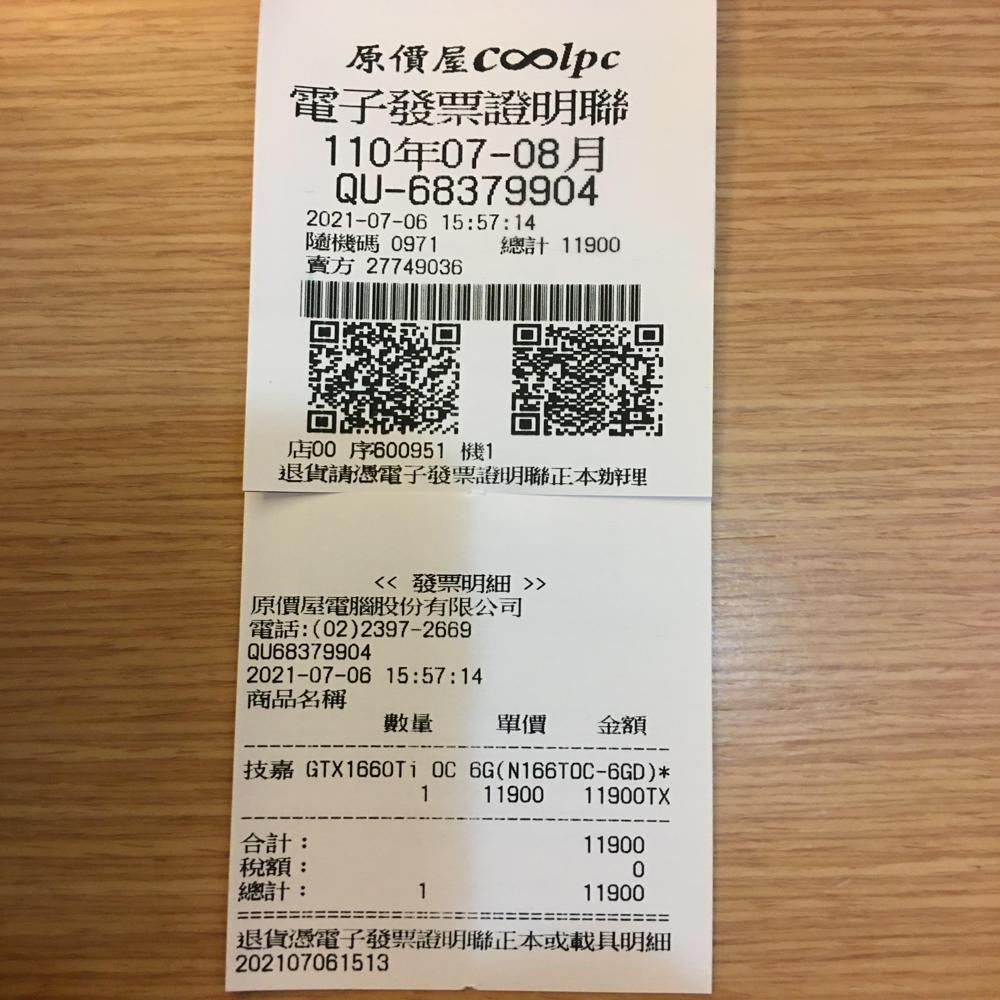 原價屋coolpc
電子發票證明聯
110年07-08月
QU-68379904
2021-07-06 15:57:14
隨機碼 0971 總計 11900
賣方 27749036
店00 序600951 機1
退貨請憑電子發票證明聯正本辦理
<< 發票明細 >>
原價屋電腦股份有限公司
電話:(02)2397-2669
QU68379904
2021-07-06 15:57:14
商品名稱
數量 單價 金額
技嘉 GTX1660Ti OC 6G(N166TOC-6GD)*
1 11900 11900TX
合計: 11900
稅額: 0
總計: 1 11900
退貨憑電子發票證明聯正本或載具明細
202107061513